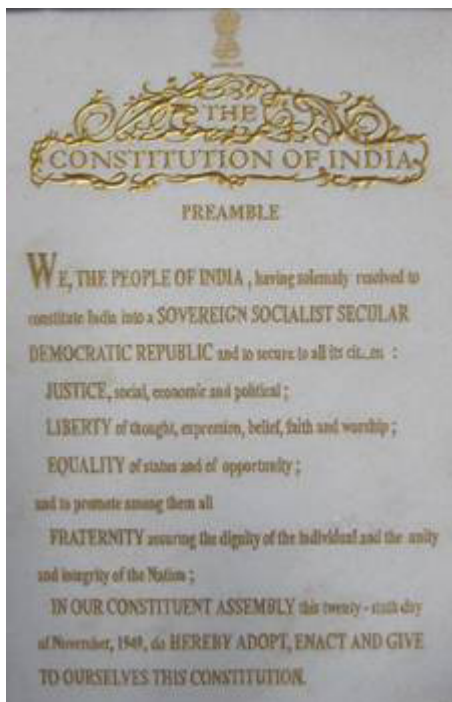 THE
CONSTITUTION OF INDIA
PREAMBLE
WE, THE PEOPLE OF INDIA, having solemnly resolved to
constitute India into a SOVEREIGN SOCIALIST SECULAR
DEMOCRATIC REPUBLIC and to secure to all its :
JUSTICE, social, economic and political ;
LIBERTY of thought, expression, belief, faith and worship ;
EQUALITY of status and of opportunity ;
and to promote among them all
FRATERNITY assuring the dignity of the individual and the unity
and integrity of the Nation ;
IN OUR CONSTITUENT ASSEMBLY this twenty - sixth day
of November, 1949, do HEREBY ADOPT, ENACT AND GIVE
TO OURSELVES THIS CONSTITUTION.